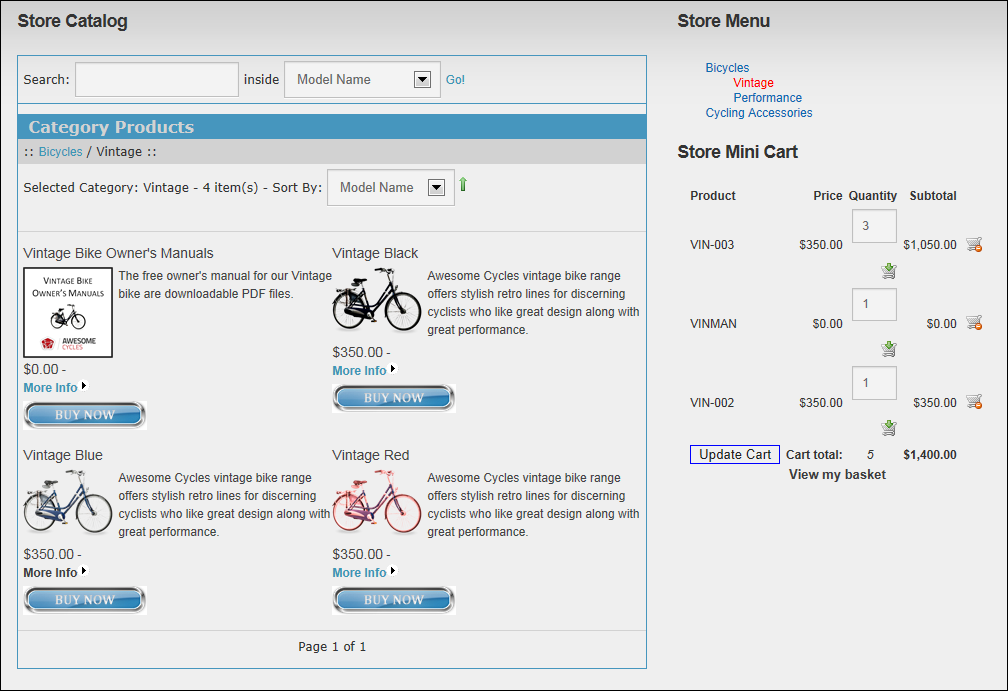 Store Catalog
Search: inside Model Name Go!
Category Products
:: Bicycles / Vintage ::
Selected Category: Vintage - 4 item(s) - Sort By: Model Name
Vintage Bike Owner's Manuals
VINTAGE BIKE
OWNER'S MANUALS
AWESOME
CYCLES
The free owner's manual for our Vintage
bike are downloadable PDF files.
$0.00 -
More Info
BUY NOW
Vintage Black
Awesome Cycles vintage bike range
offers stylish retro lines for discerning
cyclists who like great design along with
great performance.
$350.00 -
More Info
BUY NOW
Vintage Blue
Awesome Cycles vintage bike range
offers stylish retro lines for discerning
cyclists who like great design along with
great performance.
$350.00 -
More Info
BUY NOW
Vintage Red
Awesome Cycles vintage bike range
offers stylish retro lines for discerning
cyclists who like great design along with
great performance.
$350.00 -
More Info
BUY NOW
Page 1 of 1
Store Menu
Bicycles
Vintage
Performance
Cycling Accessories
Store Mini Cart
Product Price Quantity Subtotal
VIN-003 $350.00 3 $1,050.00
VINMAN $0.00 1 $0.00
VIN-002 $350.00 1 $350.00
Update Cart Cart total: 5 $1,400.00
View my basket